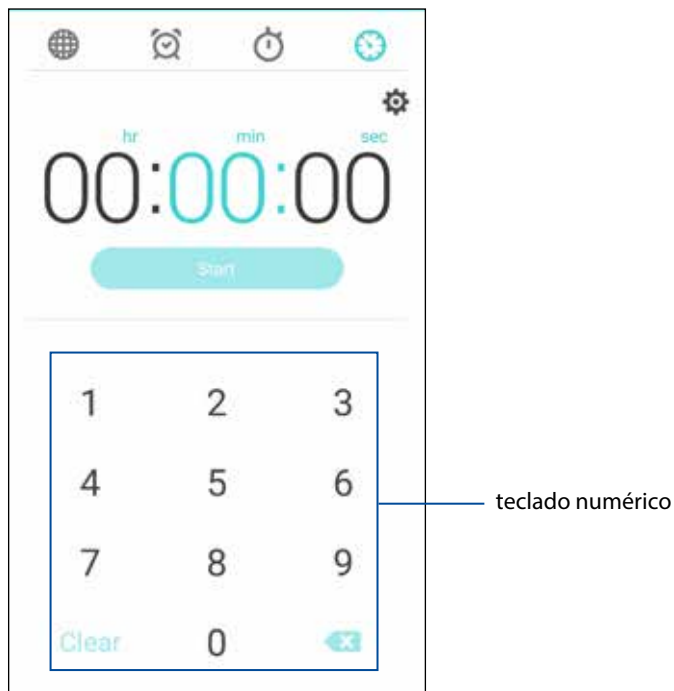 hr min sec
00:00:00
Start
1 2 3
4 5 6
teclado numérico
7 8 9
Clear 0